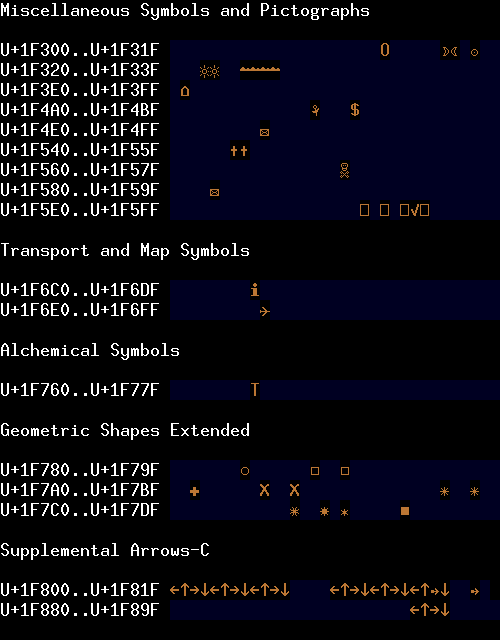 Miscellaneous Symbols and Pictographs
U+1F300..U+1F31F O ☽☾ ☼
U+1F320..U+1F33F
U+1F3E0..U+1F3FF ⌂
U+1F4A0..U+1F4BF $
U+1F4E0..U+1F4FF ✉
U+1F540..U+1F55F ††
U+1F560..U+1F57F ☠
U+1F580..U+1F59F ✉
U+1F5E0..U+1F5FF □ □ □√□
Transport and Map Symbols
U+1F6C0..U+1F6DF i
U+1F6E0..U+1F6FF ✈
Alchemical Symbols
U+1F760..U+1F77F T
Geometric Shapes Extended
U+1F780..U+1F79F ○ □ □
U+1F7A0..U+1F7BF ✚ X X ✳ ✳
U+1F7C0..U+1F7DF ✳ ✷ ✶ ■
Supplemental Arrows-C
U+1F800..U+1F81F ←↑→↓←↑→↓←↑→↓ ←↑→↓←↑→↓←↑→↓ →
U+1F880..U+1F89F ←↑→↓